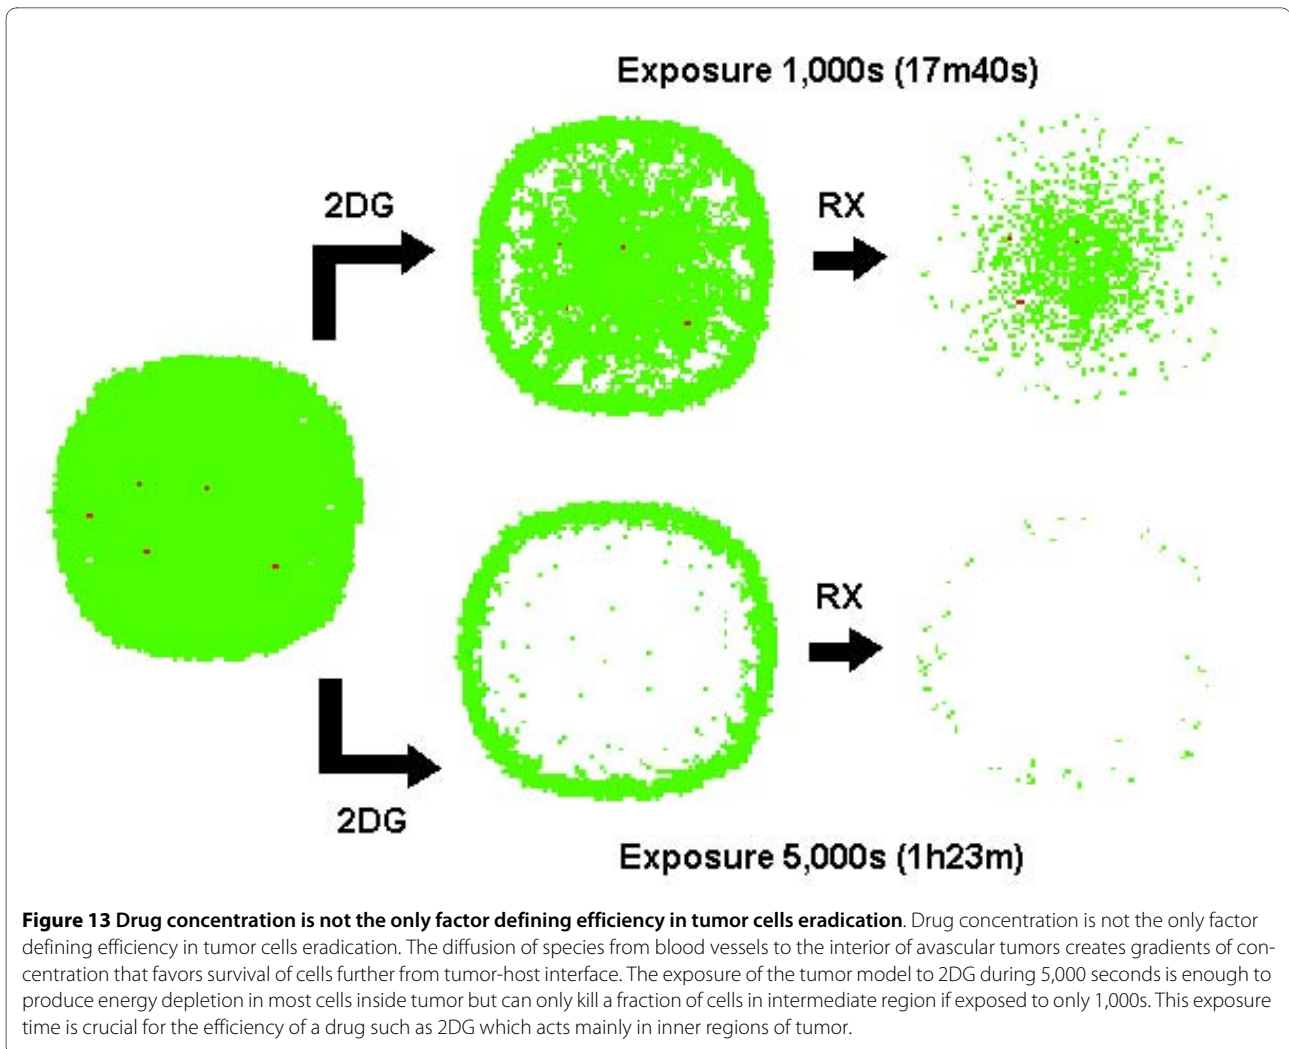 Exposure 1,000s (17m40s)
2DG
RX
RX
2DG
Exposure 5,000s (1h23m)
Figure 13 Drug concentration is not the only factor defining efficiency in tumor cells eradication. Drug concentration is not the only factor
defining efficiency in tumor cells eradication. The diffusion of species from blood vessels to the interior of avascular tumors creates gradients of con-
centration that favors survival of cells further from tumor-host interface. The exposure of the tumor model to 2DG during 5,000 seconds is enough to
produce energy depletion in most cells inside tumor but can only kill a fraction of cells in intermediate region if exposed to only 1,000s. This exposure
time is crucial for the efficiency of a drug such as 2DG which acts mainly in inner regions of tumor.